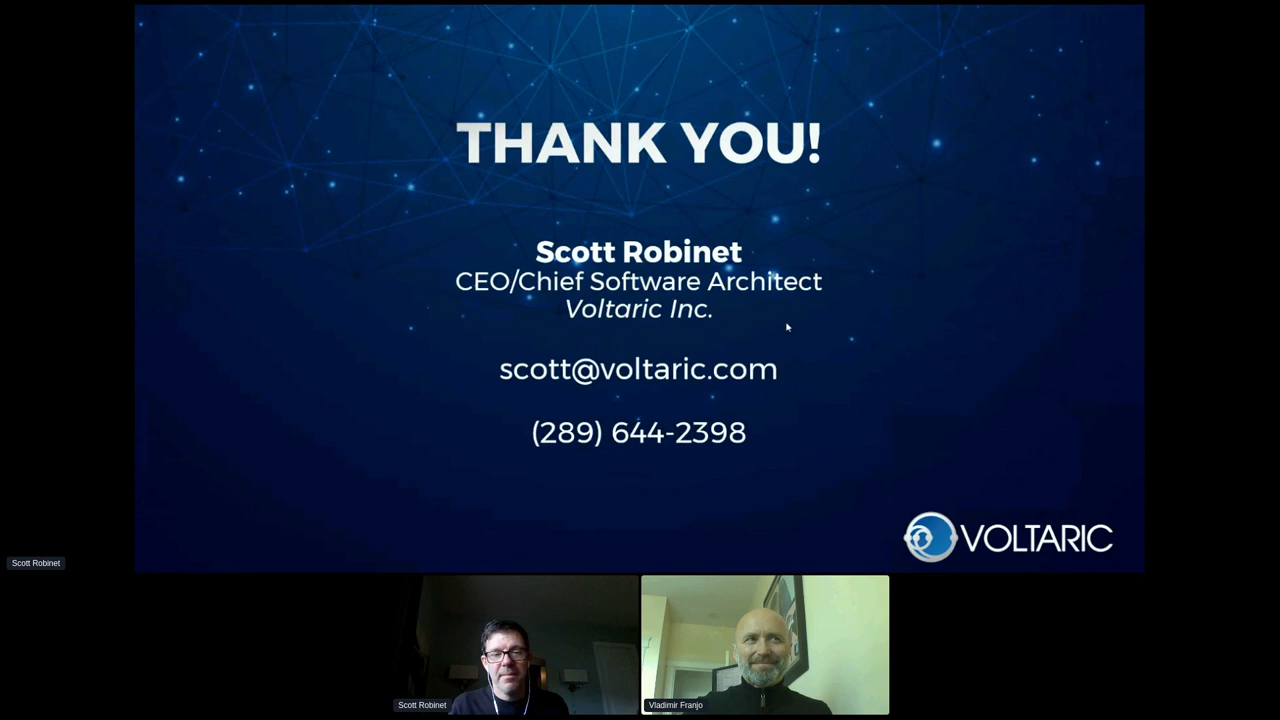 THANK YOU!
Scott Robinet
CEO/Chief Software Architect
Voltaric Inc.
scott@voltaric.com
(289) 644-2398
VOLTARIC
Scott Robinet
Scott Robinet
Vladimir Franjo